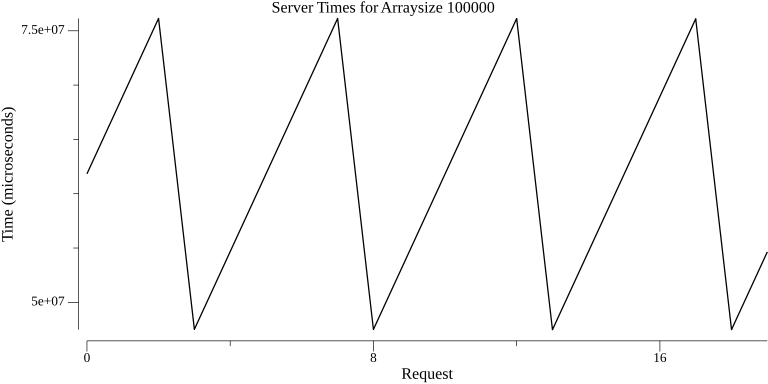 Server Times for Arraysize 100000
7.5e+07
Time (microseconds)
5e+07
0 8 16
Request